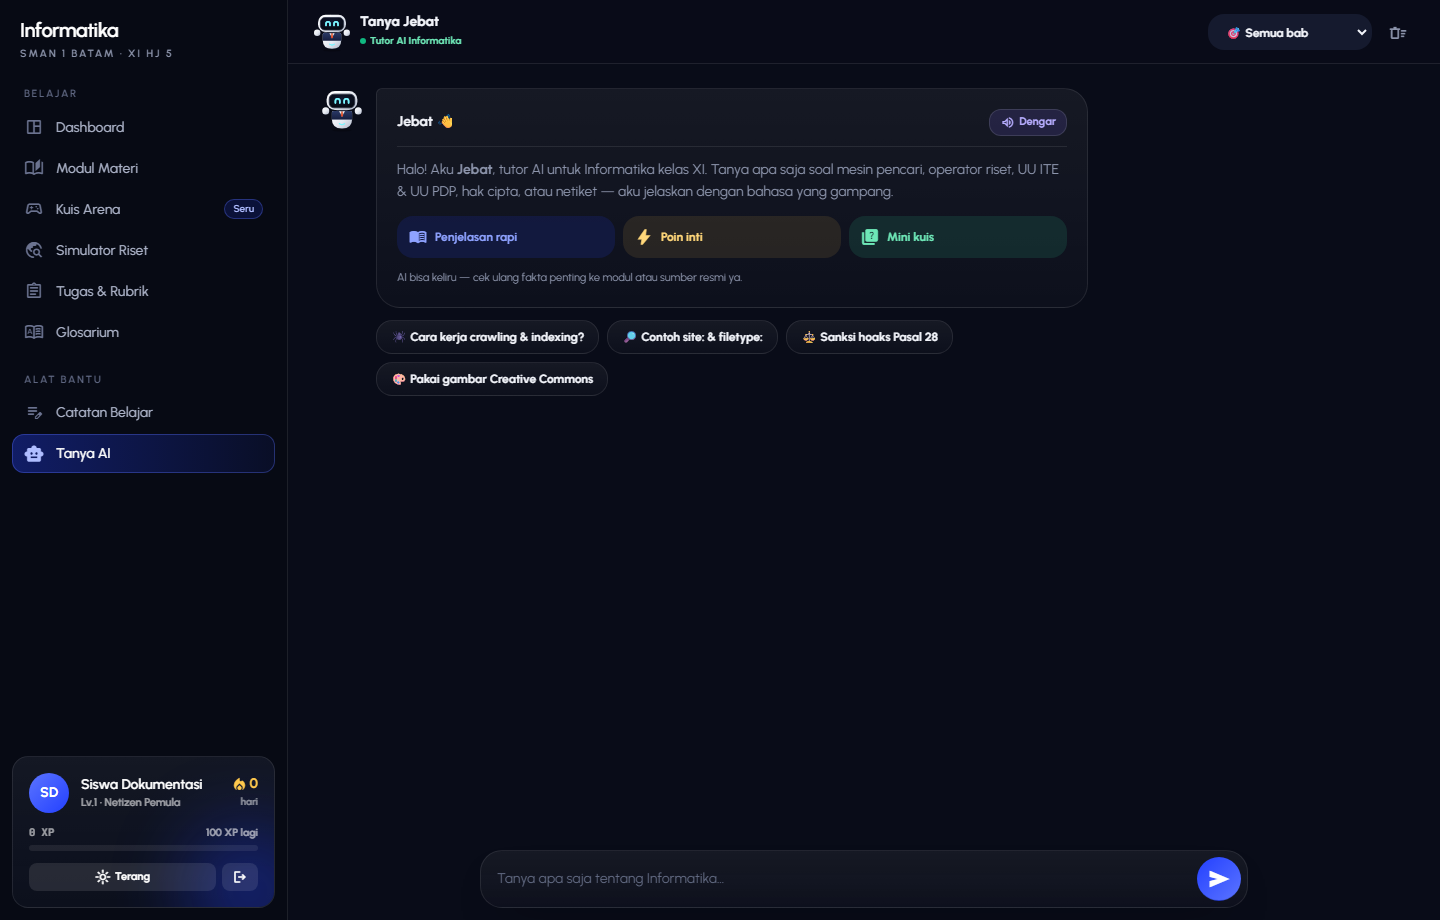 Informatika
SMAN 1 BATAM · XI HJ 5
BELAJAR
Dashboard
Modul Materi
Kuis Arena
Seru
Simulator Riset
Tugas & Rubrik
Glosarium
ALAT BANTU
Catatan Belajar
Tanya AI
SD
Siswa Dokumentasi
Lv.1 · Netizen Pemula
0
hari
0 XP
100 XP lagi
Terang
Tanya Jebat
Tutor AI Informatika
Semua bab
Jebat
Dengar
Halo! Aku Jebat, tutor AI untuk Informatika kelas XI. Tanya apa saja soal mesin pencari, operator riset, UU ITE
& UU PDP, hak cipta, atau netiket — aku jelaskan dengan bahasa yang gampang.
Penjelasan rapi
Poin inti
Mini kuis
AI bisa keliru — cek ulang fakta penting ke modul atau sumber resmi ya.
Cara kerja crawling & indexing?
Contoh site: & filetype:
Sanksi hoaks Pasal 28
Pakai gambar Creative Commons
Tanya apa saja tentang Informatika...